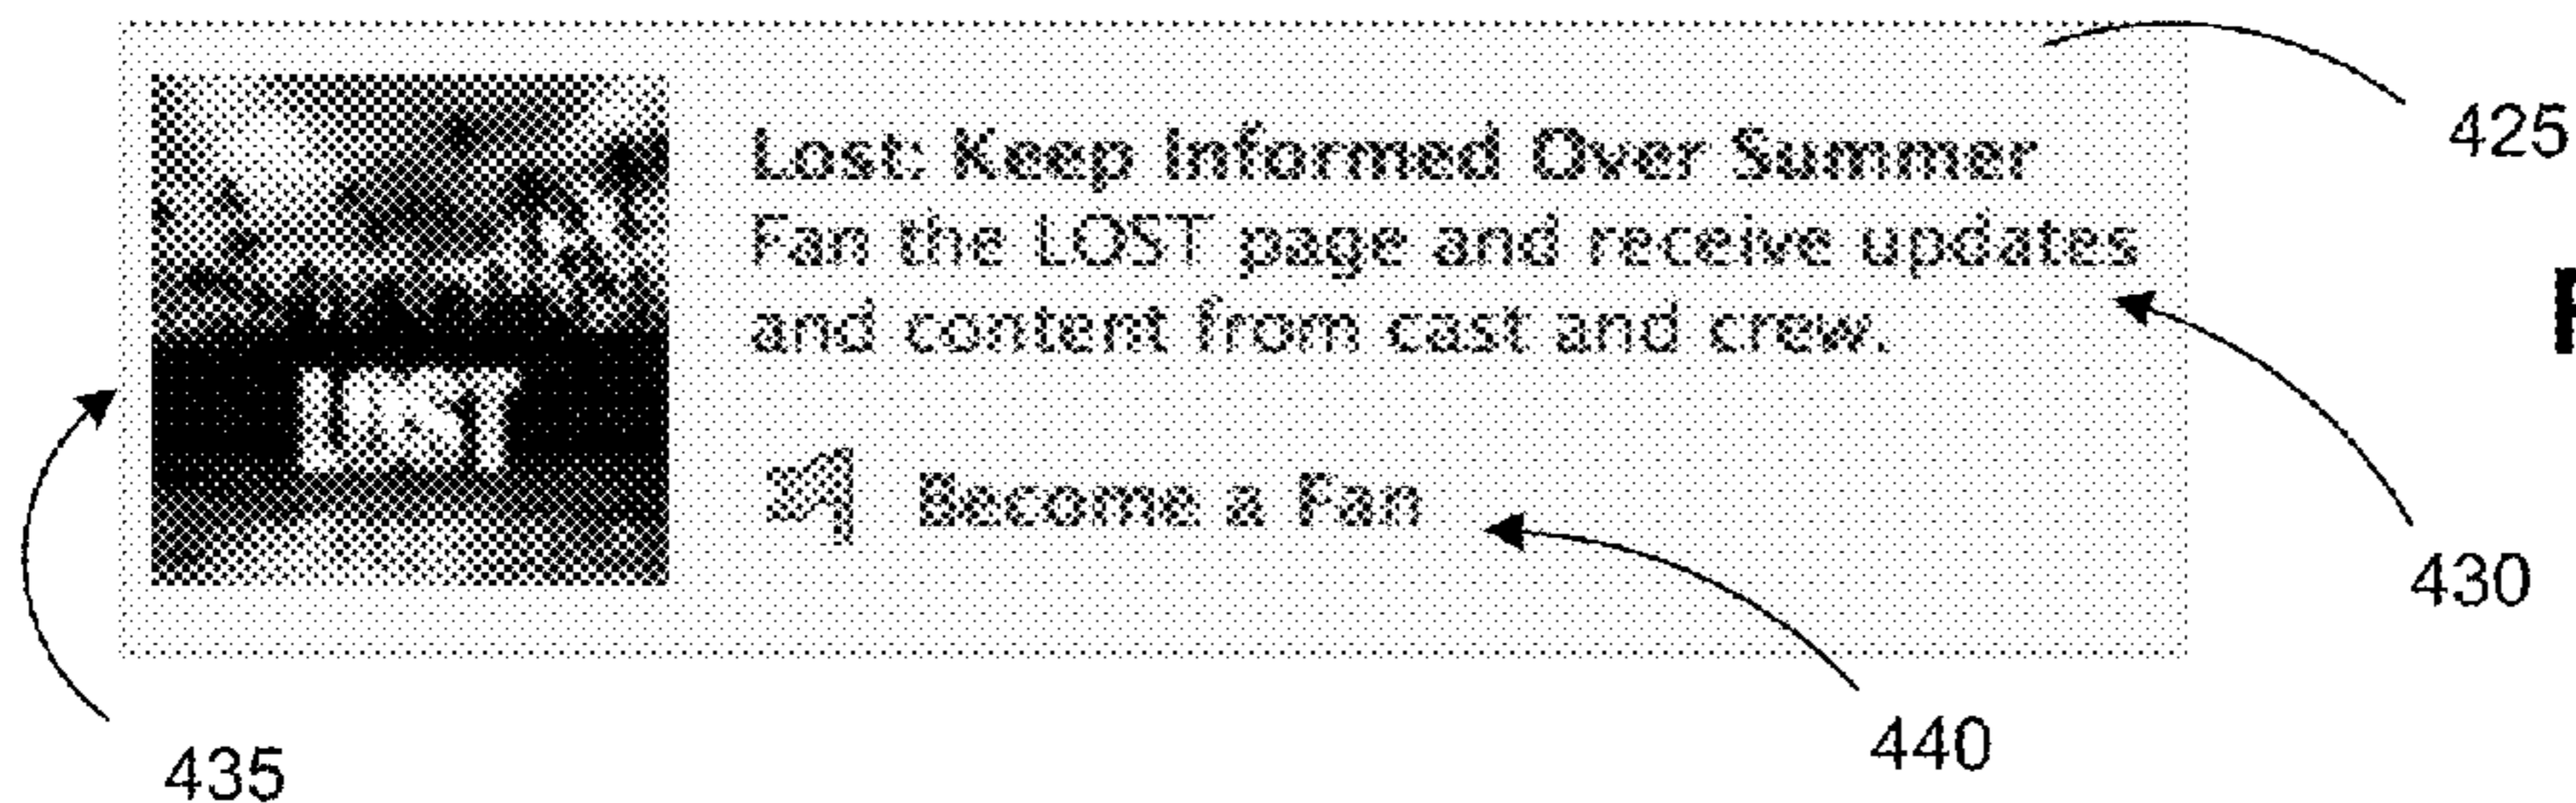 425
Lost: Keep Informed Over Summer
Fan the LOST page and receive updates
and content from cast and crew.
LOST
Become a Fan
430
440
435